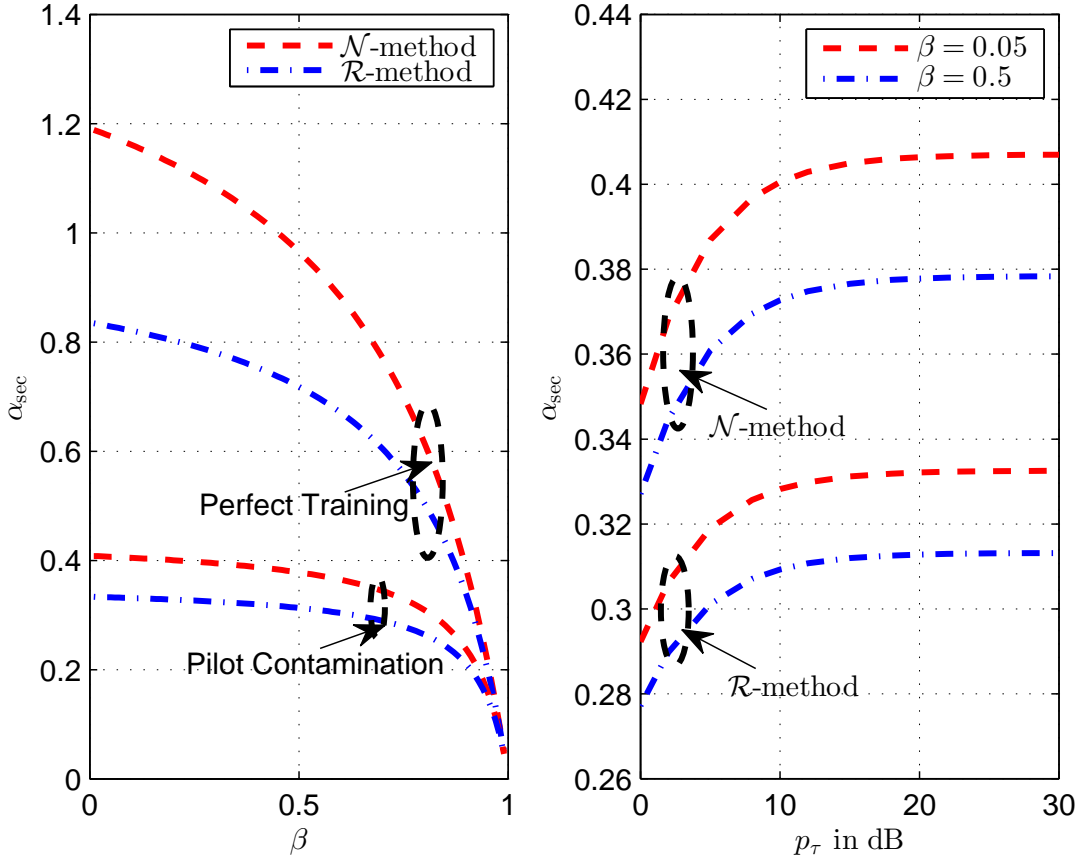 1.4
1.2
1
0.8
0.6
0.4
0.2
0
0
0.5
1
α_sec
β
𝒩-method
ℛ-method
Perfect Training
Pilot Contamination
0.44
0.42
0.4
0.38
0.36
0.34
0.32
0.3
0.28
0.26
0
10
20
30
α_sec
p_τ in dB
β = 0.05
β = 0.5
𝒩-method
ℛ-method